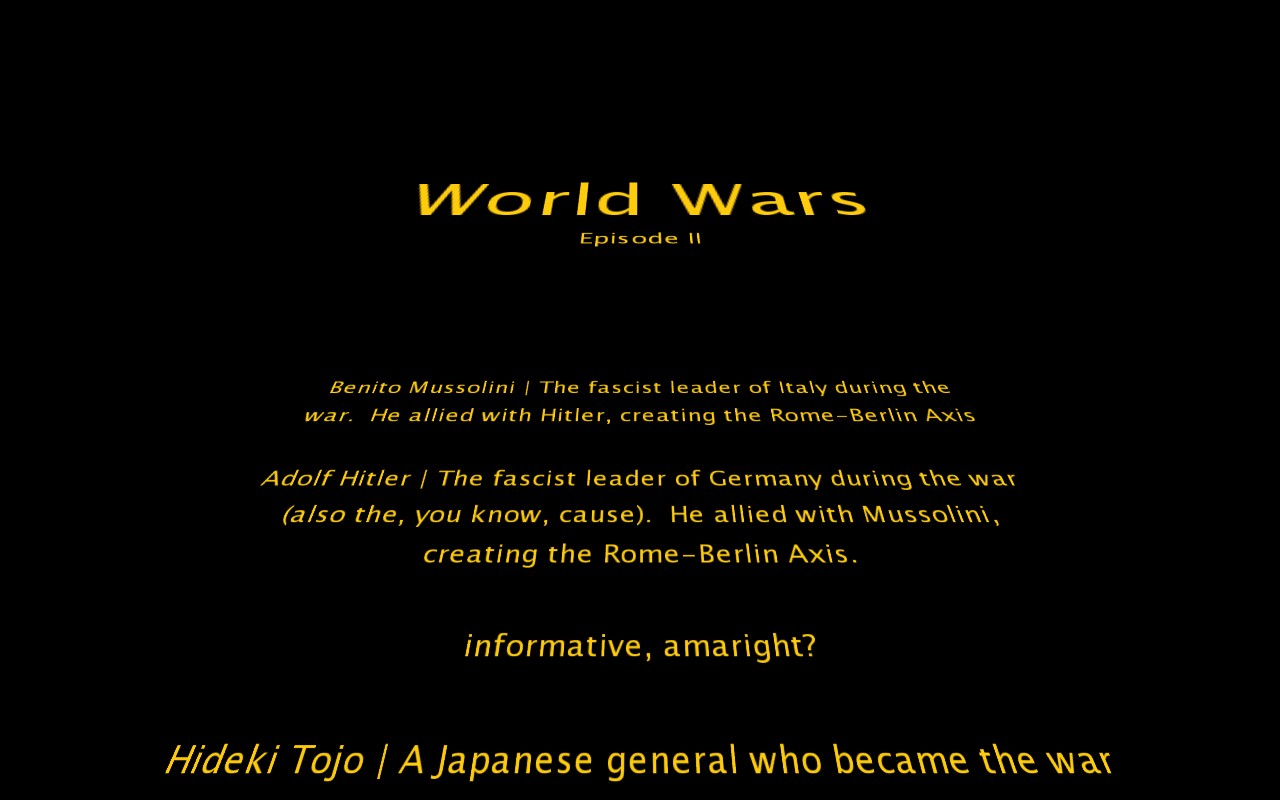 World Wars
Episode II
Benito Mussolini | The fascist leader of Italy during the
war.  He allied with Hitler, creating the Rome-Berlin Axis
Adolf Hitler | The fascist leader of Germany during the war
(also the, you know, cause).  He allied with Mussolini,
creating the Rome-Berlin Axis.
informative, amaright?
Hideki Tojo | A Japanese general who became the war